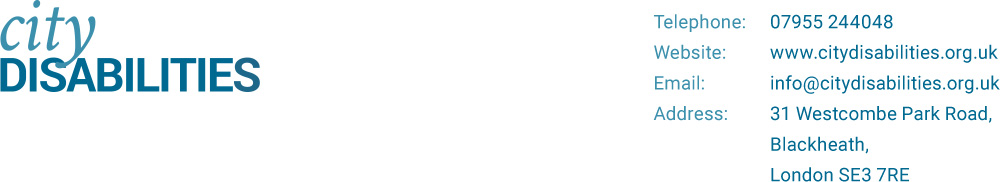 city
DISABILITIES
Telephone: 07955 244048
Website: www.citydisabilities.org.uk
Email: info@citydisabilities.org.uk
Address: 31 Westcombe Park Road,
Blackheath,
London SE3 7RE